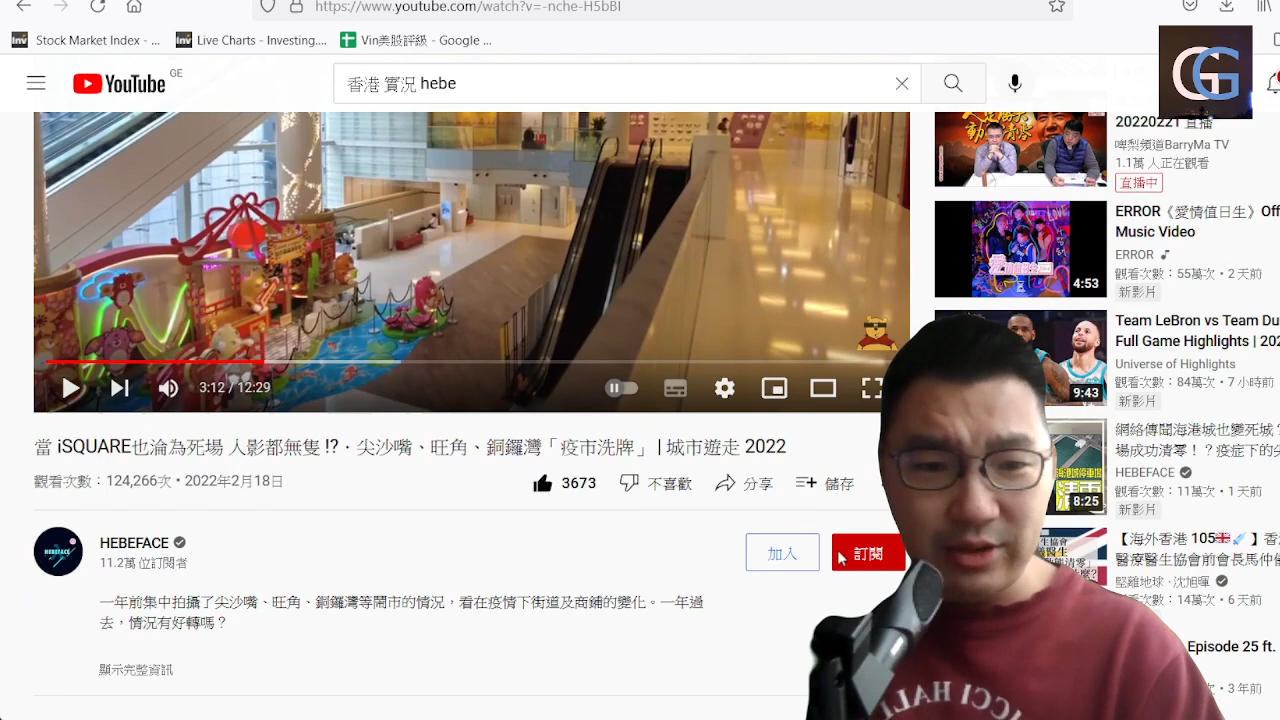 https://www.youtube.com/watch?v=-nche-H5bBI
Stock Market Index - ...
Live Charts - Investing....
Vin美股評級 - Google ...
YouTube GE
香港 實況 hebe
GG
3:12 / 12:29
當 iSQUARE也淪為死場 人影都無隻 !?．尖沙嘴、旺角、銅鑼灣「疫市洗牌」 | 城市遊走 2022
觀看次數：124,266次・2022年2月18日
3673
不喜歡
分享
儲存
HEBEFACE
11.2萬 位訂閱者
加入
訂閱
一年前集中拍攝了尖沙嘴、旺角、銅鑼灣等鬧市的情況，看在疫情下街道及商鋪的變化。一年過
去，情況有好轉嗎？
顯示完整資訊
20220221 直播
啤梨頻道BarryMa TV
1.1萬 人正在觀看
直播中
4:53
ERROR《愛情值日生》Off
Music Video
ERROR
觀看次數：55萬次・2 天前
新影片
9:43
Team LeBron vs Team Du
Full Game Highlights | 202
Universe of Highlights
觀看次數：84萬次・7 小時前
新影片
8:25
網絡傳聞海港城也變死城？
場成功清零！？疫症下的尖
HEBEFACE
觀看次數：11萬次・1 天前
新影片
【海外香港 105🇬🇧💉】香港
醫療醫生協會前會長馬仲儀
堅離地球 · 沈旭暉
看次數：14萬次・6 天前
Episode 25 ft.
・3 年前